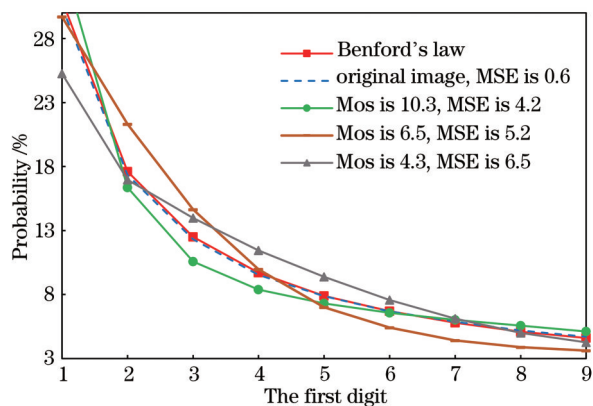 28
23
18
13
8
3
Probability /%
Benford's law
original image, MSE is 0.6
Mos is 10.3, MSE is 4.2
Mos is 6.5, MSE is 5.2
Mos is 4.3, MSE is 6.5
1 2 3 4 5 6 7 8 9
The first digit